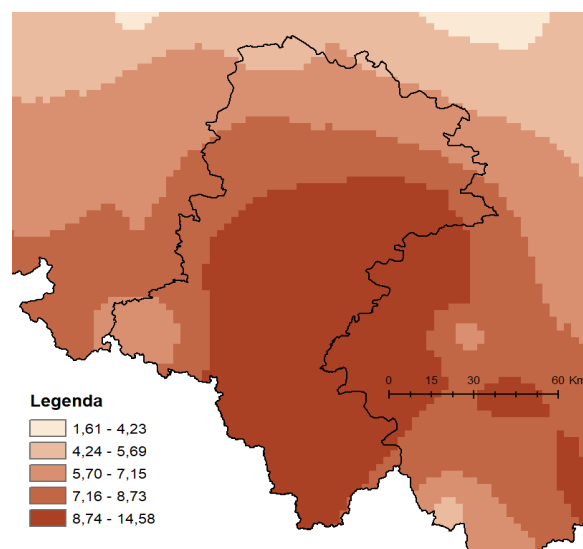 0 15 30 60 Km
Legenda
1,61 - 4,23
4,24 - 5,69
5,70 - 7,15
7,16 - 8,73
8,74 - 14,58